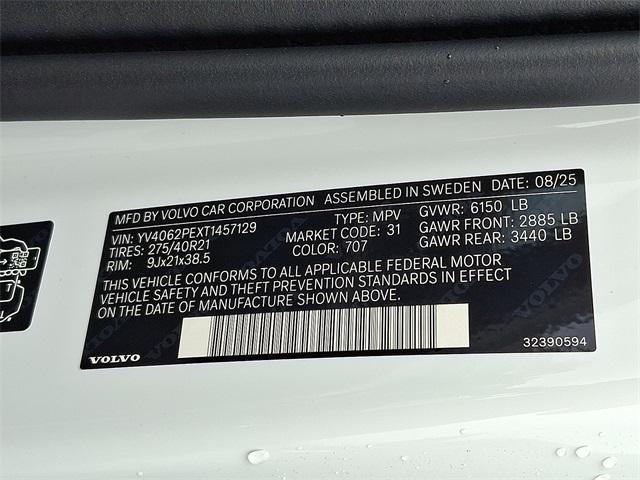 MFD BY VOLVO CAR CORPORATION ASSEMBLED IN SWEDEN DATE: 08/25
VIN: YV4062PEXT1457129 TYPE: MPV GVWR: 6150 LB
TIRES: 275/40R21 MARKET CODE: 31 GAWR FRONT: 2885 LB
RIM: 9Jx21x38.5 COLOR: 707 GAWR REAR: 3440 LB
THIS VEHICLE CONFORMS TO ALL APPLICABLE FEDERAL MOTOR
VEHICLE SAFETY AND THEFT PREVENTION STANDARDS IN EFFECT
ON THE DATE OF MANUFACTURE SHOWN ABOVE.
VOLVO 32390594